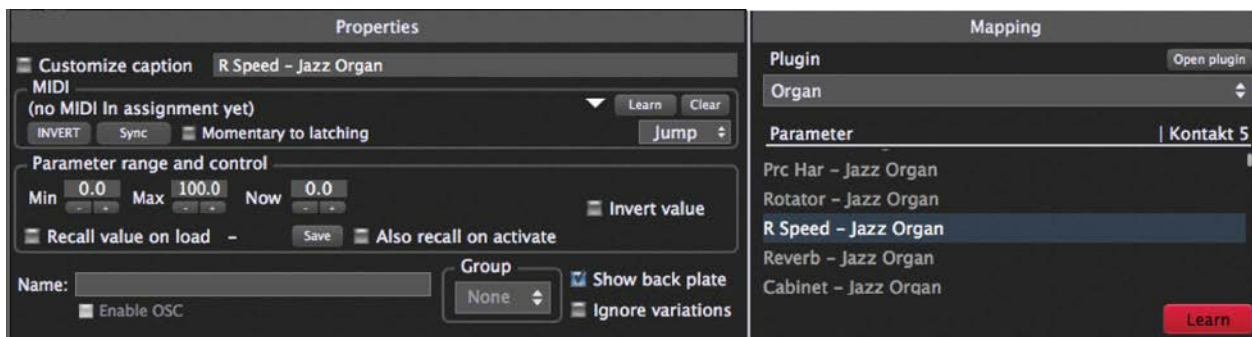 Properties
Customize caption R Speed – Jazz Organ
MIDI
(no MIDI In assignment yet) Learn Clear
INVERT Sync Momentary to latching Jump
Parameter range and control
Min 0.0 Max 100.0 Now 0.0
- + - + - +
Invert value
Recall value on load – Save Also recall on activate
Group
Name: None Show back plate
Enable OSC Ignore variations
Mapping
Plugin Open plugin
Organ
Parameter | Kontakt 5
Prc Har – Jazz Organ
Rotator – Jazz Organ
R Speed – Jazz Organ
Reverb – Jazz Organ
Cabinet – Jazz Organ
Learn